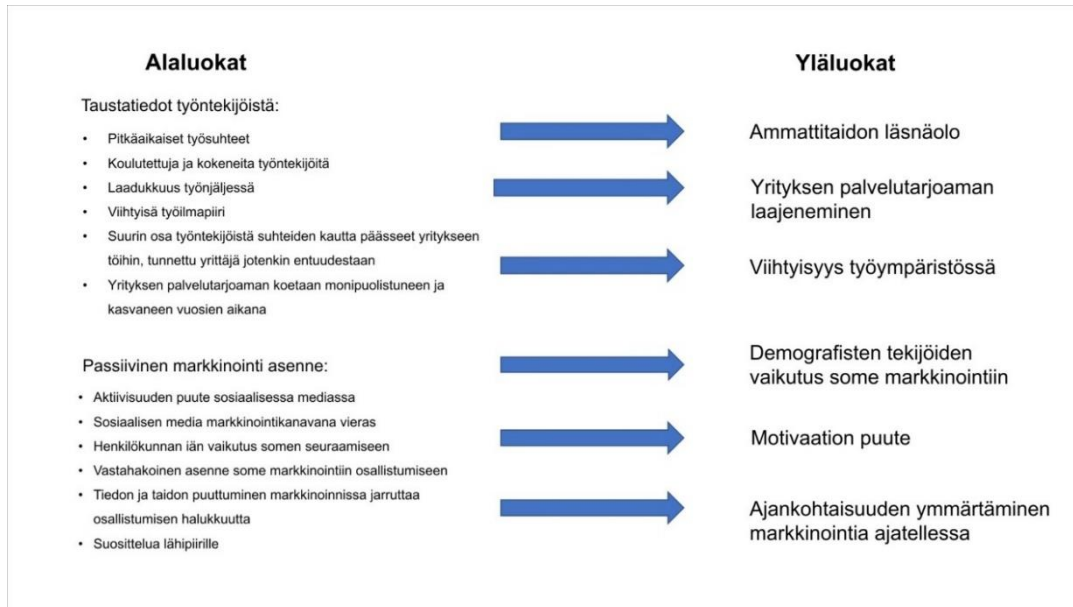 Alaluokat
Taustatiedot työntekijöistä:
• Pitkäaikaiset työsuhteet
• Koulutettuja ja kokeneita työntekijöitä
• Laadukkuus työnjäljessä
• Viihtyisä työilmapiiri
• Suurin osa työntekijöistä suhteiden kautta päässeet yritykseen
töihin, tunnettu yrittäjä jotenkin entuudestaan
• Yrityksen palvelutarjoaman koetaan monipuolistuneen ja
kasvaneen vuosien aikana
Passiivinen markkinointi asenne:
• Aktiivisuuden puute sosiaalisessa mediassa
• Sosiaalisen media markkinointikanavana vieras
• Henkilökunnan iän vaikutus somen seuraamiseen
• Vastahakoinen asenne some markkinointiin osallistumiseen
• Tiedon ja taidon puuttuminen markkinoinnissa jarruttaa
osallistumisen halukkuutta
• Suosittelua lähipiirille
Yläluokat
Ammattitaidon läsnäolo
Yrityksen palvelutarjoaman
laajeneminen
Viihtyisyys työympäristössä
Demografisten tekijöiden
vaikutus some markkinointiin
Motivaation puute
Ajankohtaisuuden ymmärtäminen
markkinointia ajatellessa